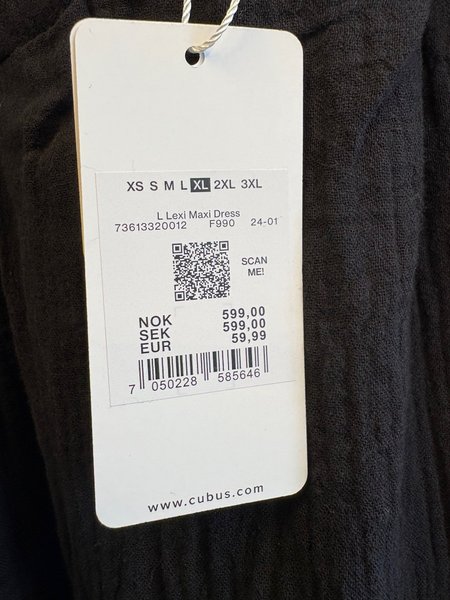 XS S M L XL 2XL 3XL
L Lexi Maxi Dress
73613320012 F990 24-01
SCAN
ME!
NOK 599,00
SEK 599,00
EUR 59,99
7 050228 585646
www.cubus.com